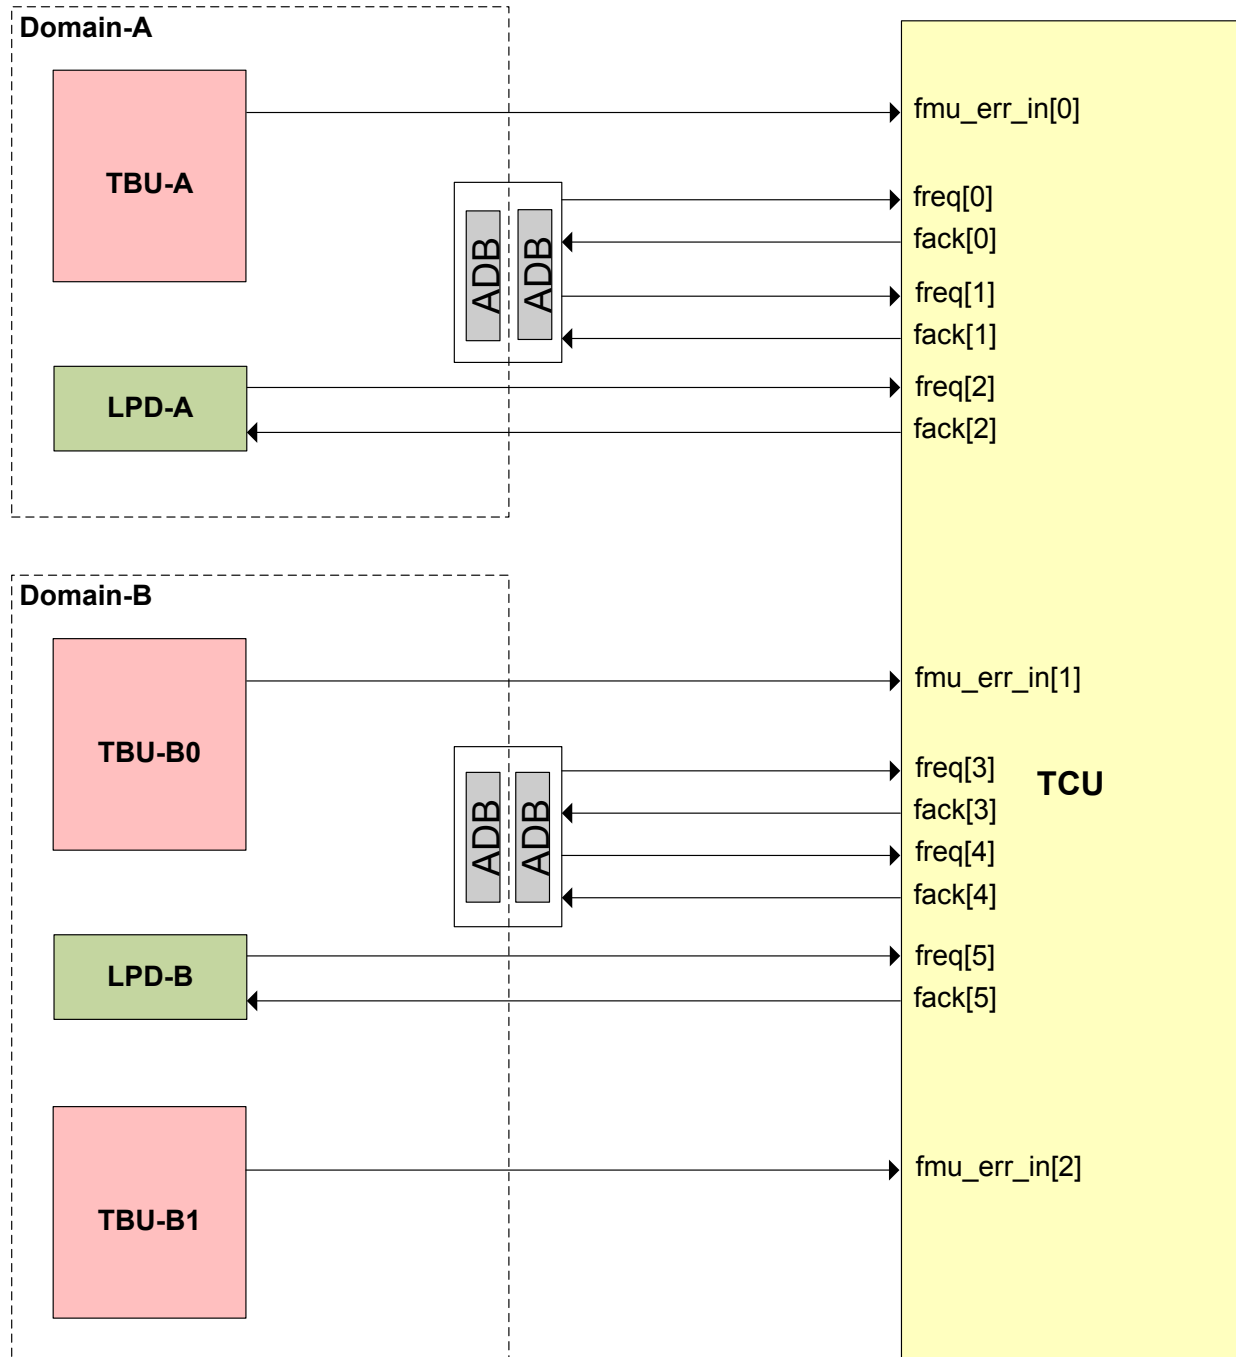 Domain-A
TBU-A
fmu_err_in[0]
ADB
ADB
freq[0]
fack[0]
freq[1]
fack[1]
LPD-A
freq[2]
fack[2]
Domain-B
TBU-B0
fmu_err_in[1]
ADB
ADB
freq[3]
TCU
fack[3]
freq[4]
fack[4]
LPD-B
freq[5]
fack[5]
TBU-B1
fmu_err_in[2]